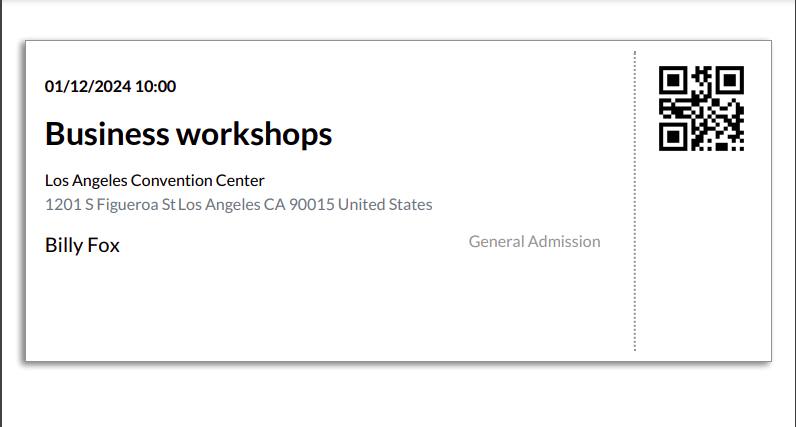 01/12/2024 10:00
Business workshops
Los Angeles Convention Center
1201 S Figueroa St Los Angeles CA 90015 United States
Billy Fox
General Admission